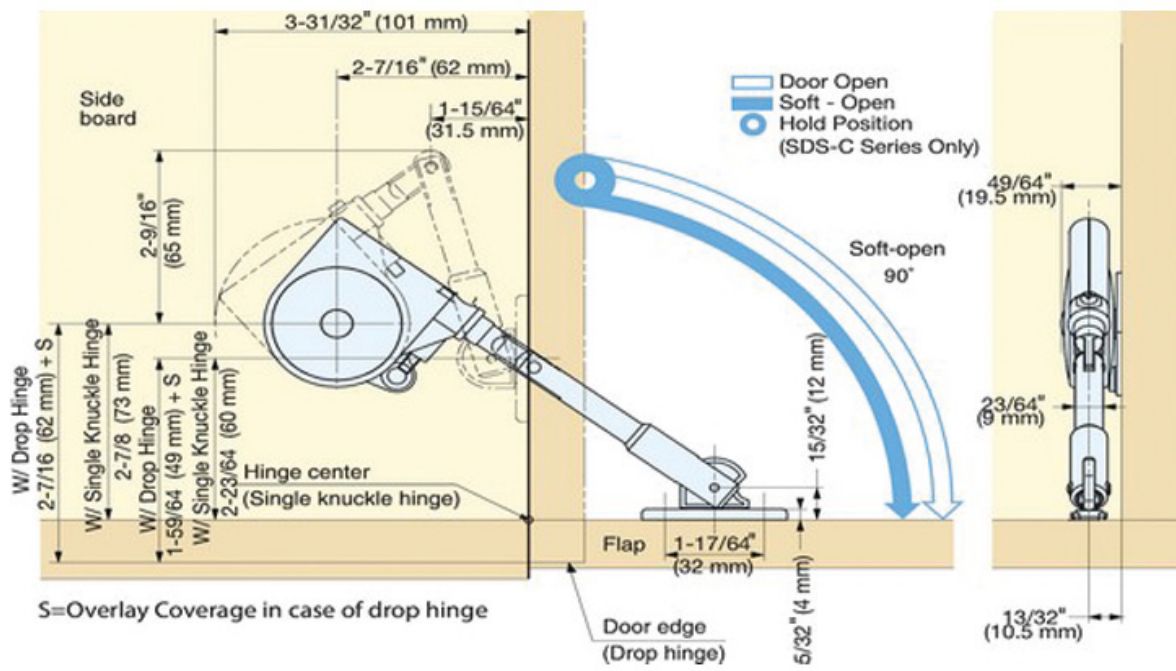 3-31/32" (101 mm)
2-7/16" (62 mm)
1-15/64"
(31.5 mm)
Side
board
Door Open
Soft - Open
Hold Position
(SDS-C Series Only)
49/64"
(19.5 mm)
2-9/16"
(65 mm)
Soft-open
90°
W/ Drop Hinge
2-7/16" (62 mm) + S
W/ Single Knuckle Hinge
2-7/8 (73 mm)
W/ Drop Hinge
1-59/64 (49 mm) + S
W/ Single Knuckle Hinge
2-23/64 (60 mm)
15/32" (12 mm)
23/64"
(9 mm)
Hinge center
(Single knuckle hinge)
Flap
1-17/64"
(32 mm)
5/32" (4 mm)
S=Overlay Coverage in case of drop hinge
Door edge
(Drop hinge)
13/32"
(10.5 mm)